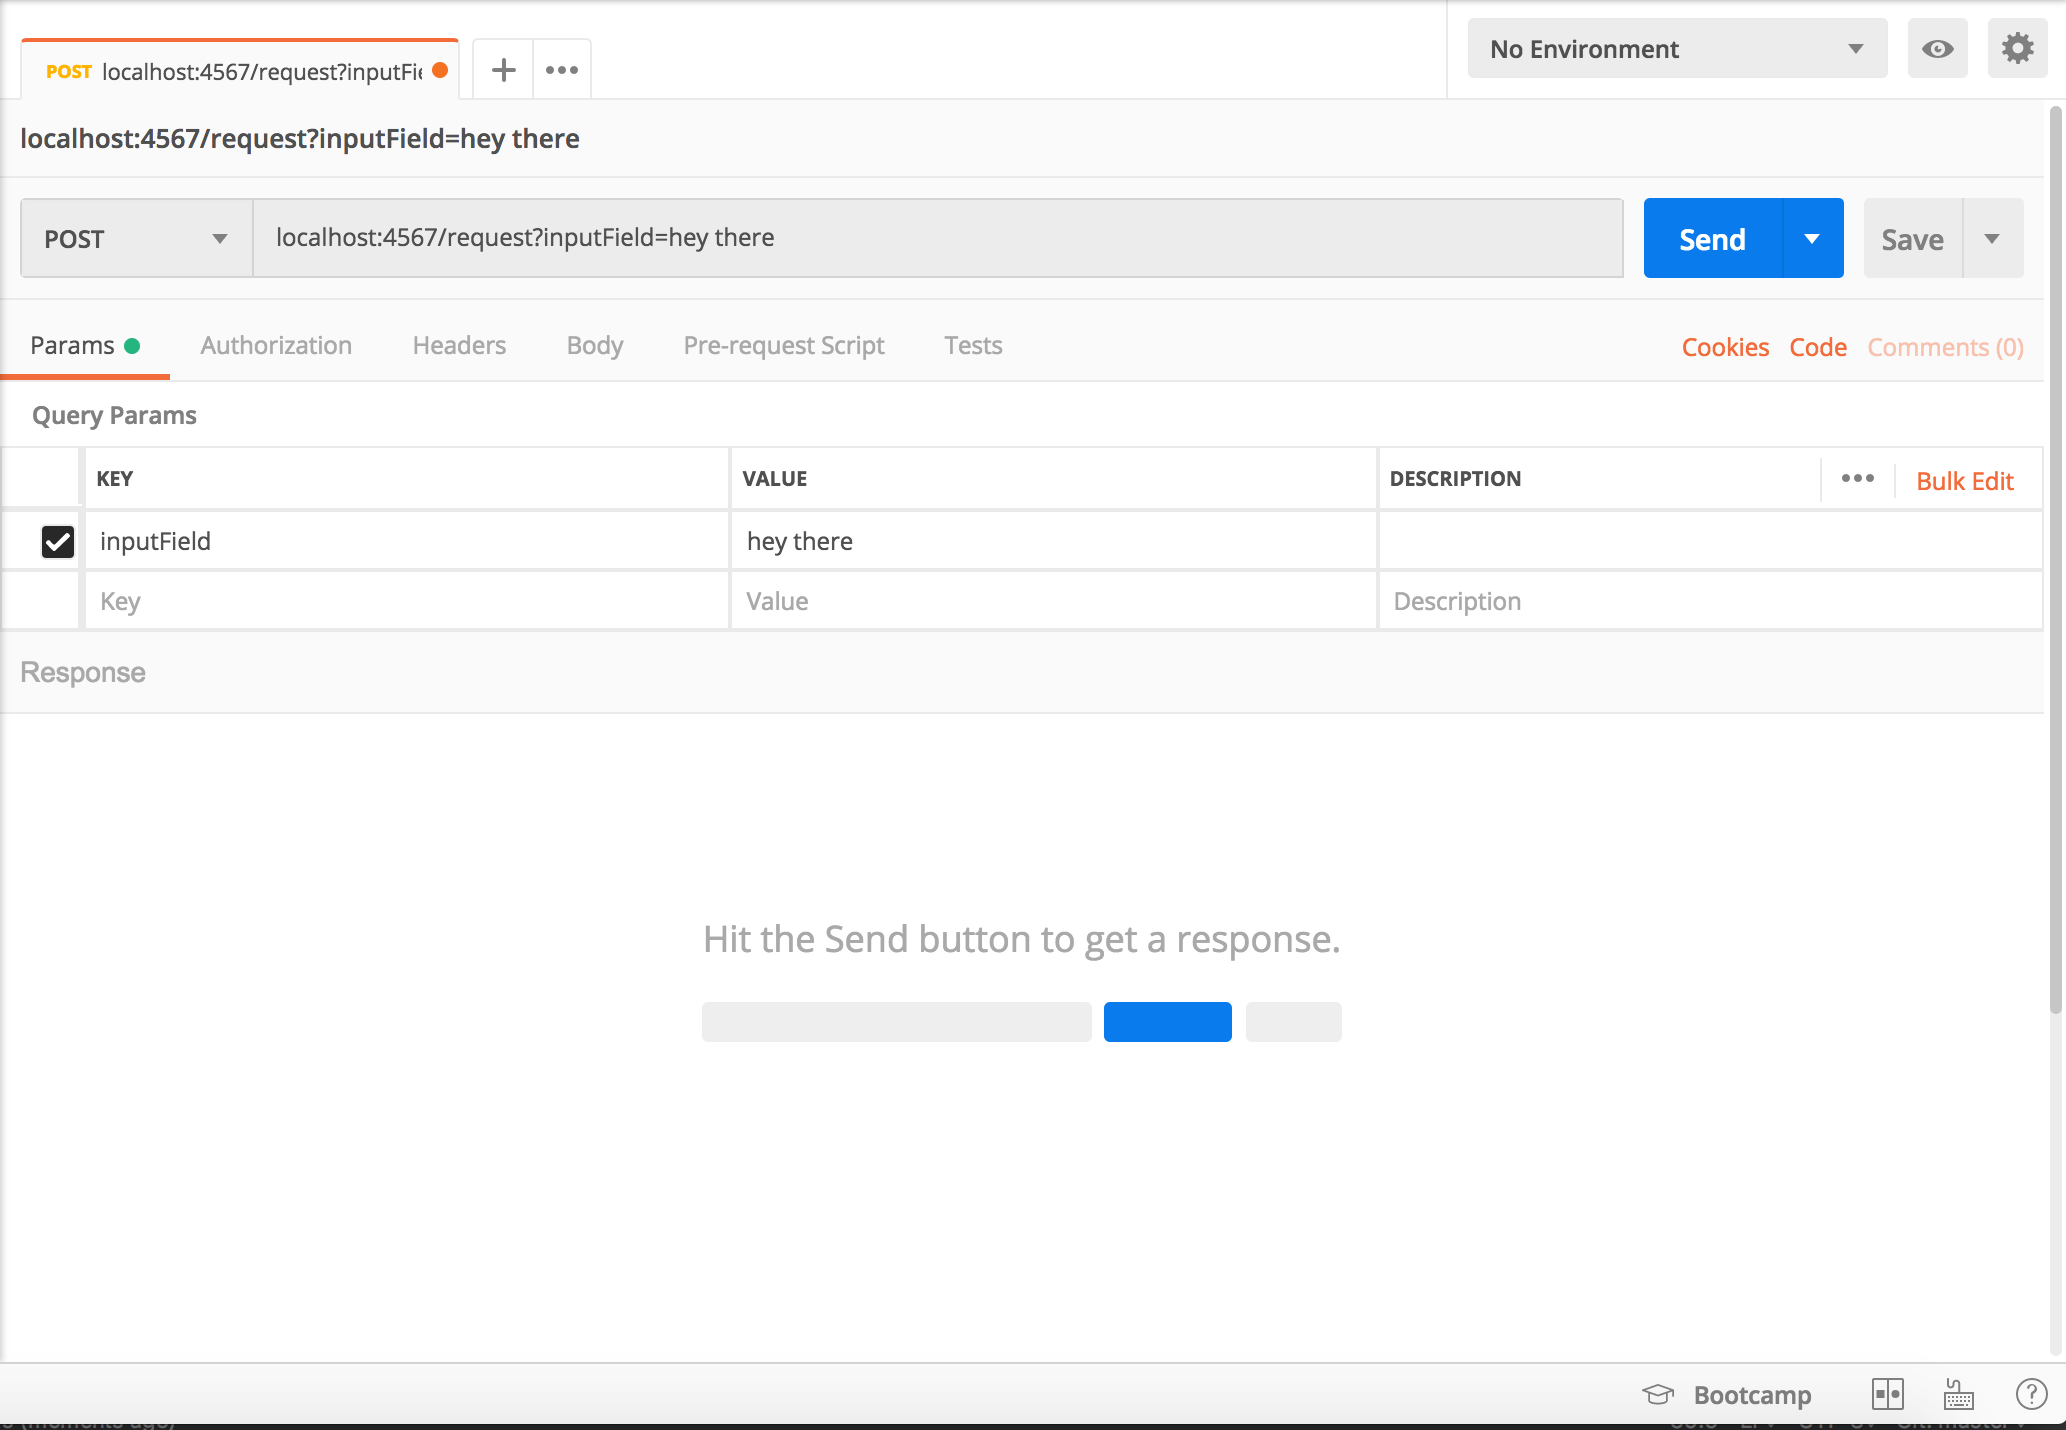 POST localhost:4567/request?inputFie
No Environment
localhost:4567/request?inputField=hey there
POST localhost:4567/request?inputField=hey there Send Save
Params Authorization Headers Body Pre-request Script Tests Cookies Code Comments (0)
Query Params
KEY VALUE DESCRIPTION Bulk Edit
inputField hey there
Key Value Description
Response
Hit the Send button to get a response.
Bootcamp